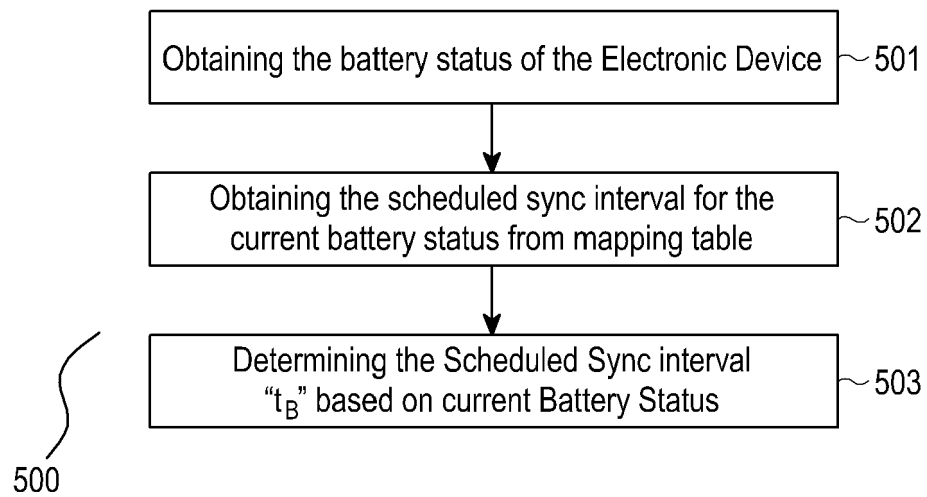 Obtaining the battery status of the Electronic Device
501
Obtaining the scheduled sync interval for the
current battery status from mapping table
502
Determining the Scheduled Sync interval
“tB” based on current Battery Status
503
500